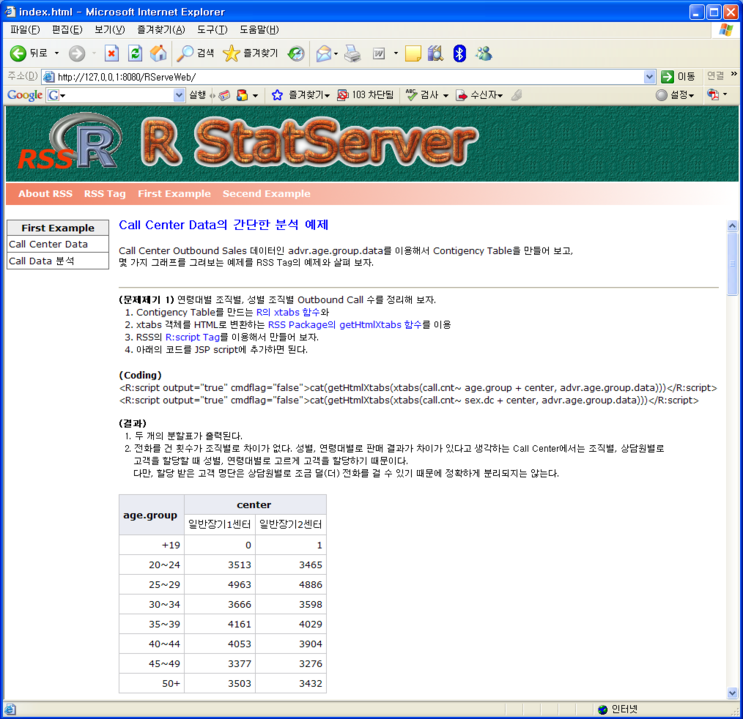 index.html - Microsoft Internet Explorer
파일(F) 편집(E) 보기(V) 즐겨찾기(A) 도구(T) 도움말(H)
뒤로 검색 즐겨찾기
주소(D) http://127.0.0.1:8080/RServeWeb/ 이동 연결 »
Google G 실행 즐겨찾기 103 차단됨 검사 수신자 설정
RSS R R StatServer
About RSS RSS Tag First Example Secend Example
First Example
Call Center Data
Call Data 분석
Call Center Data의 간단한 분석 예제
Call Center Outbound Sales 데이터인 advr.age.group.data를 이용해서 Contigency Table을 만들어 보고,
몇 가지 그래프를 그려보는 예제를 RSS Tag의 예제와 살펴 보자.
(문제제기 1) 연령대별 조직별, 성별 조직별 Outbound Call 수를 정리해 보자.
1. Contigency Table를 만드는 R의 xtabs 함수와
2. xtabs 객체를 HTML로 변환하는 RSS Package의 getHtmlXtabs 함수를 이용
3. RSS의 R:script Tag를 이용해서 만들어 보자.
4. 아래의 코드를 JSP script에 추가하면 된다.
(Coding)
<R:script output="true" cmdflag="false">cat(getHtmlXtabs(xtabs(call.cnt~ age.group + center, advr.age.group.data)))</R:script>
<R:script output="true" cmdflag="false">cat(getHtmlXtabs(xtabs(call.cnt~ sex.dc + center, advr.age.group.data)))</R:script>
(결과)
1. 두 개의 분할표가 출력된다.
2. 전화를 건 횟수가 조직별로 차이가 없다. 성별, 연령대별로 판매 결과가 차이가 있다고 생각하는 Call Center에서는 조직별, 상담원별로
고객을 할당할 때 성별, 연령대별로 고르게 고객을 할당하기 때문이다.
다만, 할당 받은 고객 명단은 상담원별로 조금 덜(더) 전화를 걸 수 있기 때문에 정확하게 분리되지는 않는다.
age.group center
일반장기1센터 일반장기2센터
+19 0 1
20~24 3513 3465
25~29 4963 4886
30~34 3666 3598
35~39 4161 4029
40~44 4053 3904
45~49 3377 3276
50+ 3503 3432
인터넷